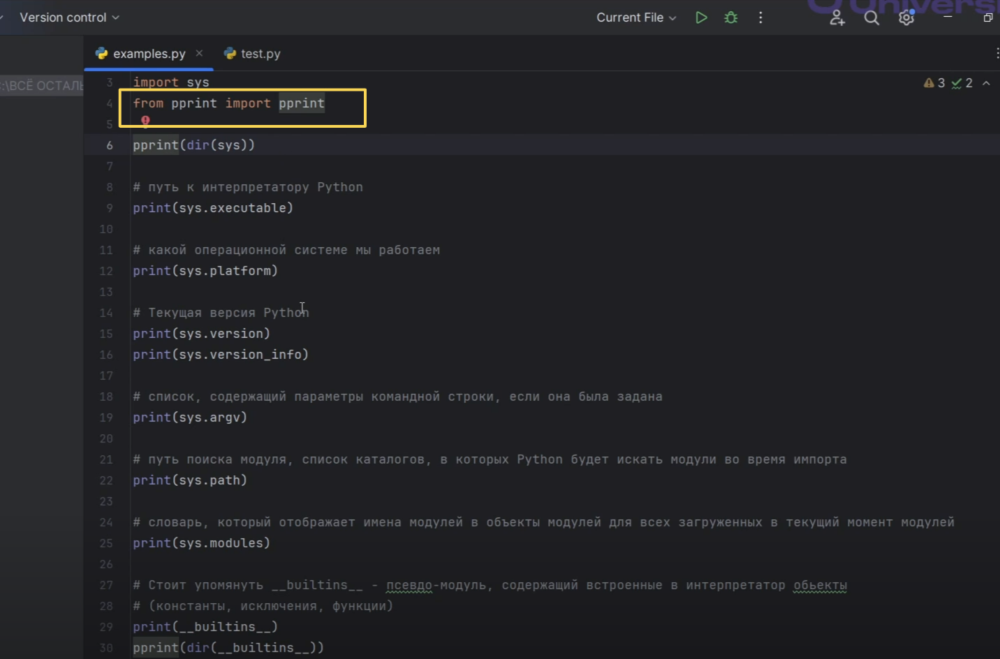 Version control
Current File
examples.py
test.py
:\ВСЁ ОСТАЛЬ
3 import sys
3 2
4 from pprint import pprint
5
6 pprint(dir(sys))
7
8 # путь к интерпретатору Python
9 print(sys.executable)
10
11 # какой операционной системе мы работаем
12 print(sys.platform)
13
14 # Текущая версия Python
15 print(sys.version)
16 print(sys.version_info)
17
18 # список, содержащий параметры командной строки, если она была задана
19 print(sys.argv)
20
21 # путь поиска модуля, список каталогов, в которых Python будет искать модули во время импорта
22 print(sys.path)
23
24 # словарь, который отображает имена модулей в объекты модулей для всех загруженных в текущий момент модулей
25 print(sys.modules)
26
27 # Стоит упомянуть __builtins__ - псевдо-модуль, содержащий встроенные в интерпретатор обьекты
28 # (константы, исключения, функции)
29 print(__builtins__)
30 pprint(dir(__builtins__))